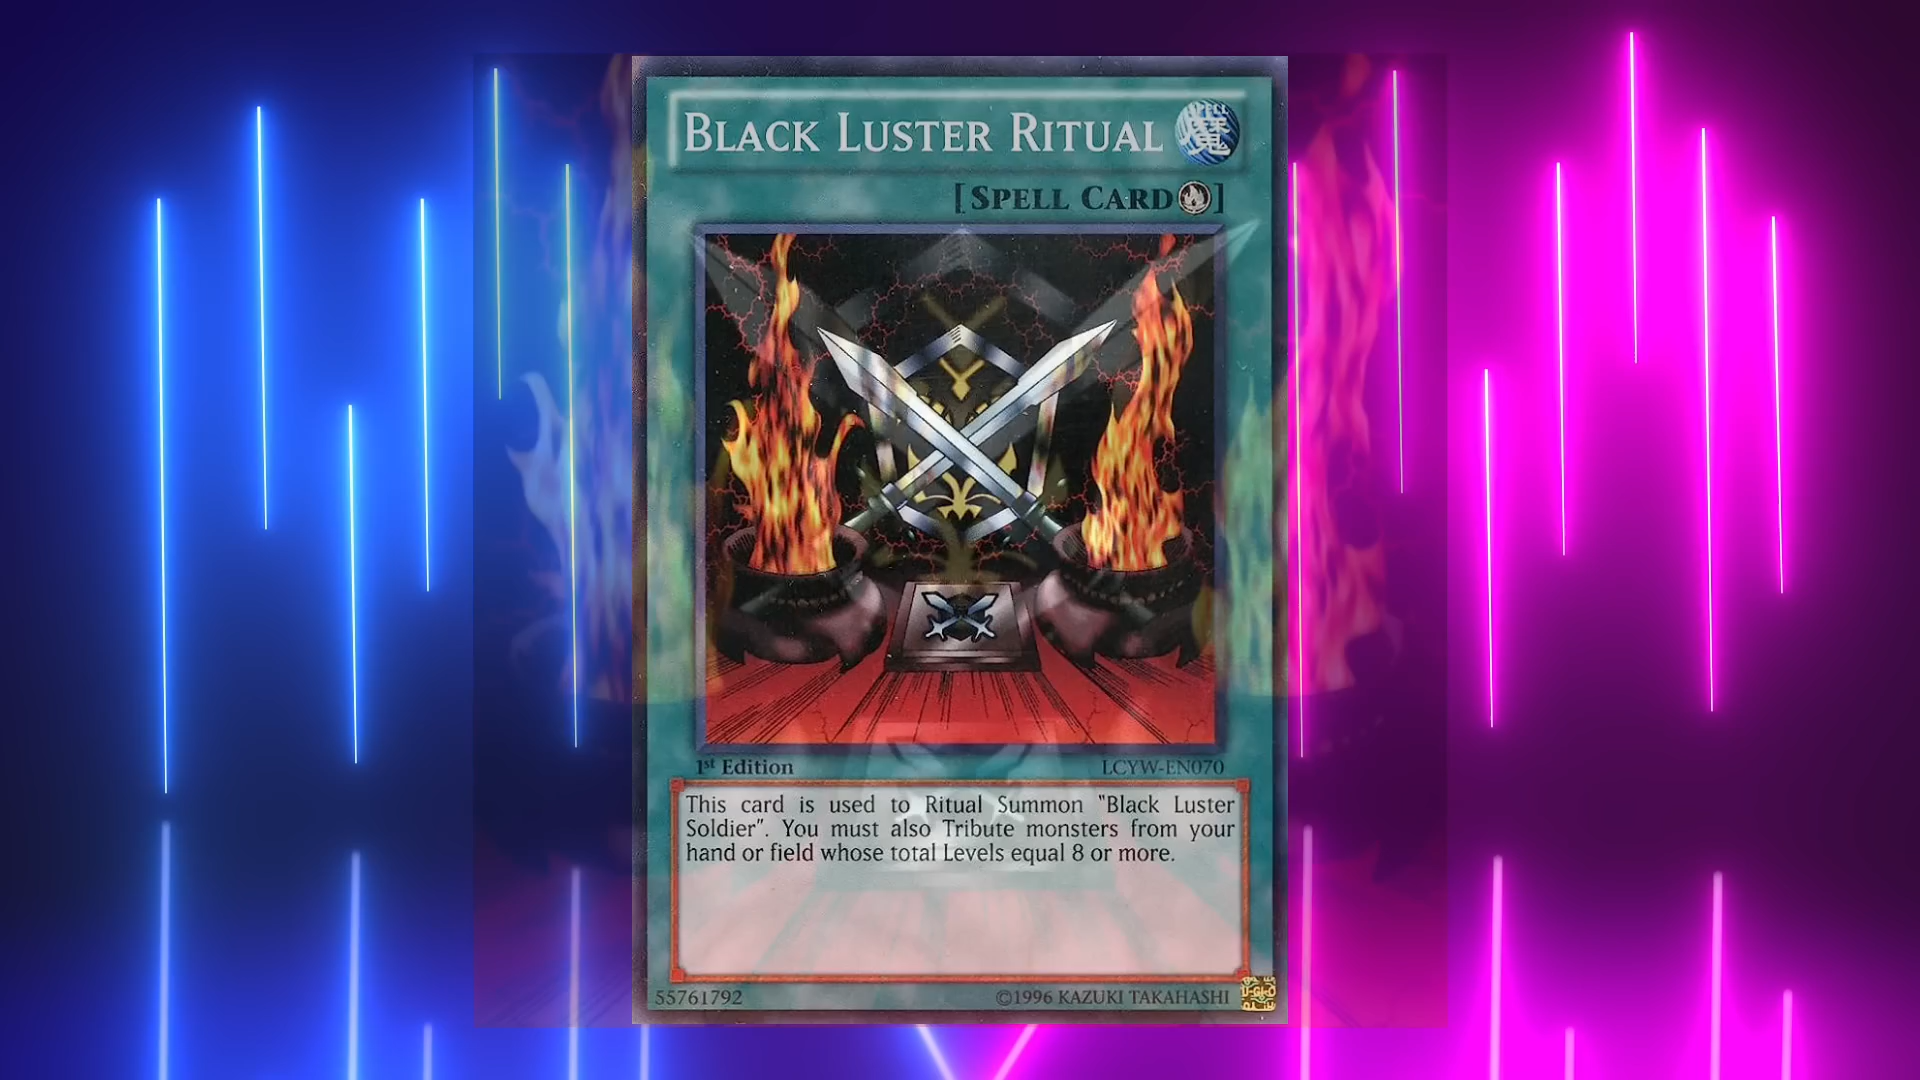 BLACK LUSTER RITUAL
魔
[SPELL CARD]
1st Edition
LCYW-EN070
This card is used to Ritual Summon "Black Luster
Soldier". You must also Tribute monsters from your
hand or field whose total Levels equal 8 or more.
55761792
©1996 KAZUKI TAKAHASHI